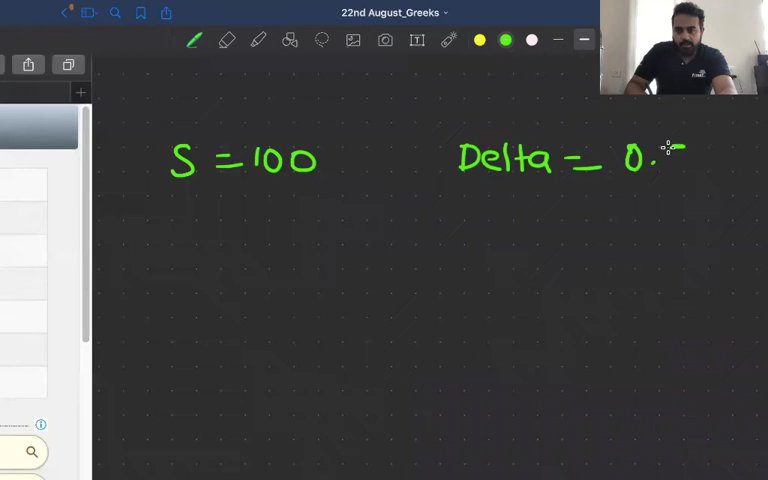 22nd August_Greeks
S = 100 Delta = 0.